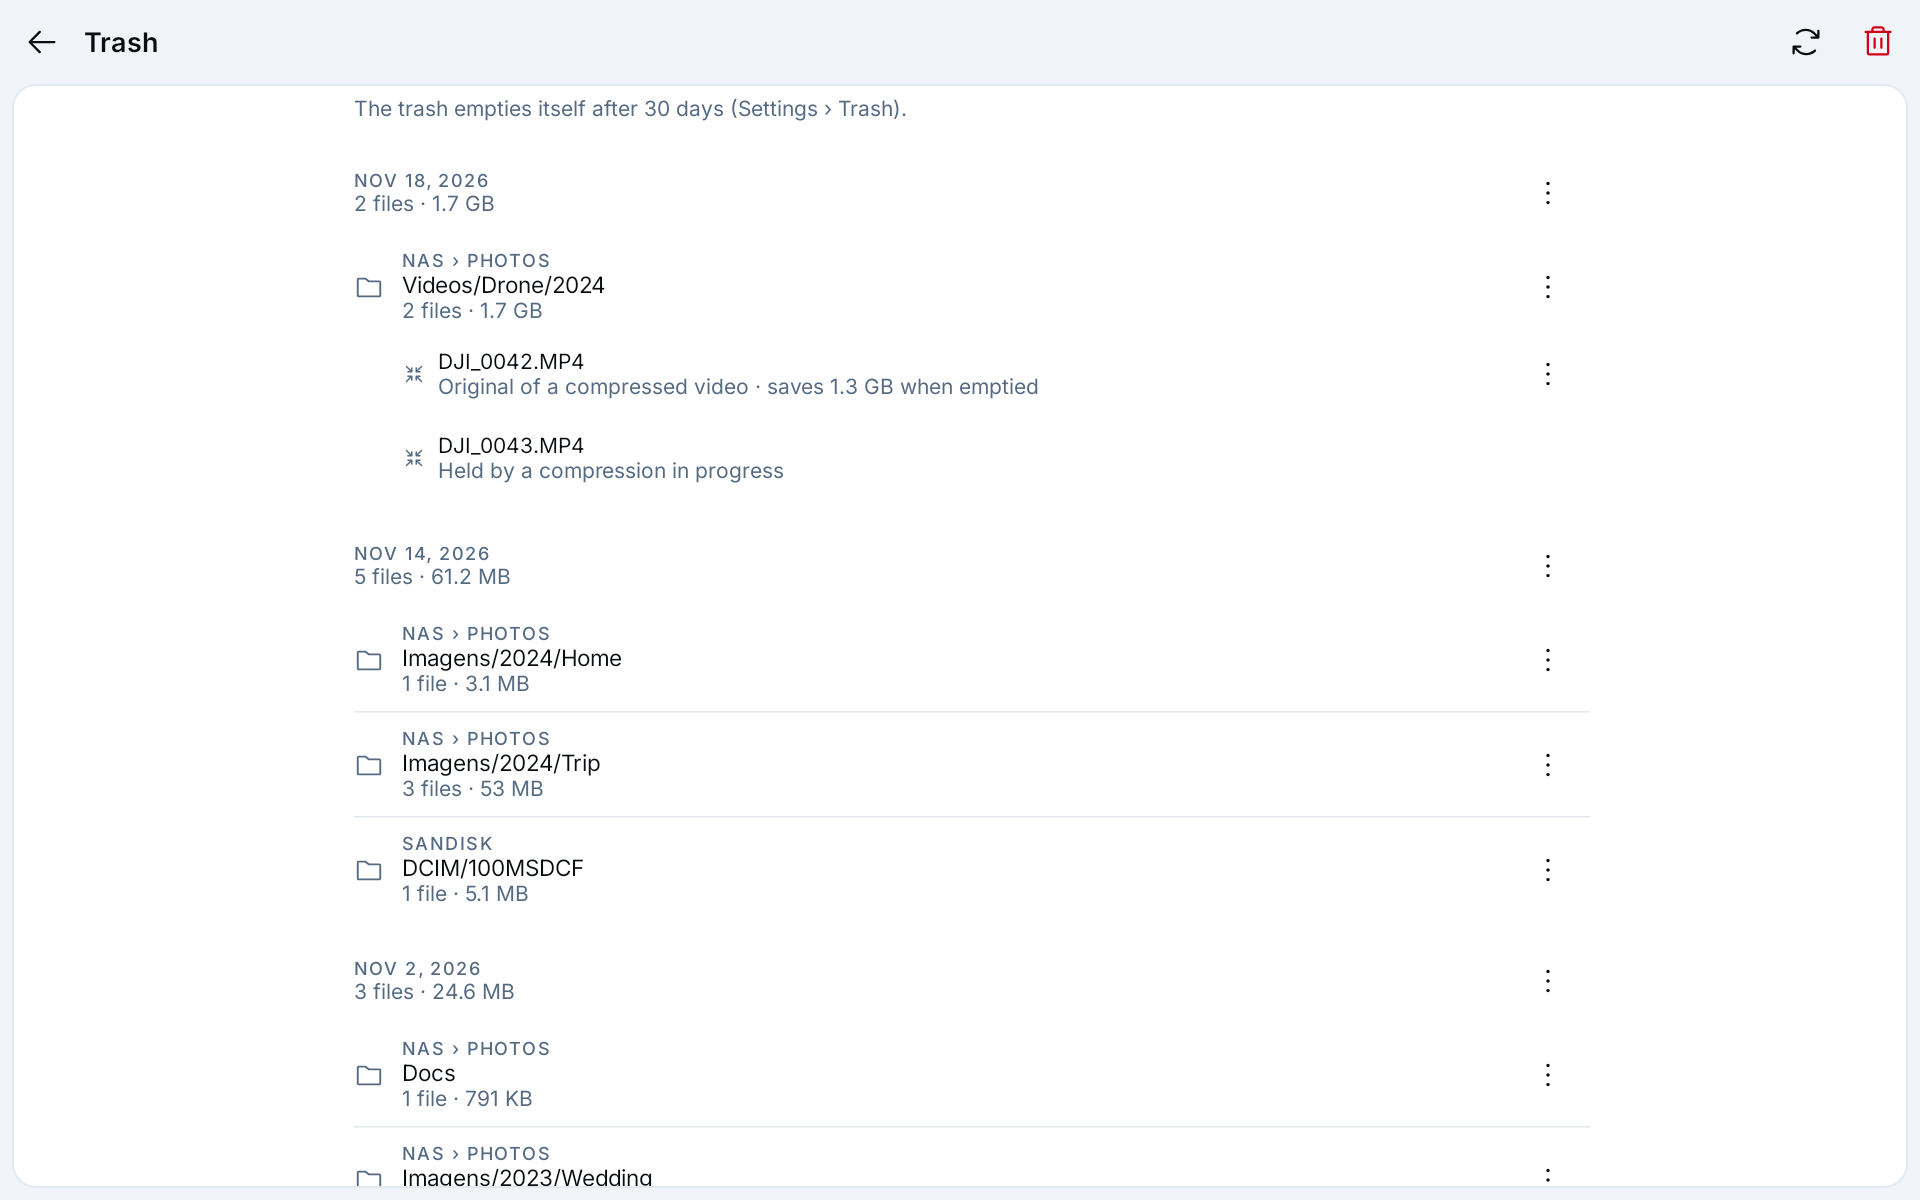 Trash
The trash empties itself after 30 days (Settings › Trash).
NOV 18, 2026
2 files · 1.7 GB
NAS › PHOTOS
Videos/Drone/2024
2 files · 1.7 GB
DJI_0042.MP4
Original of a compressed video · saves 1.3 GB when emptied
DJI_0043.MP4
Held by a compression in progress
NOV 14, 2026
5 files · 61.2 MB
NAS › PHOTOS
Imagens/2024/Home
1 file · 3.1 MB
NAS › PHOTOS
Imagens/2024/Trip
3 files · 53 MB
SANDISK
DCIM/100MSDCF
1 file · 5.1 MB
NOV 2, 2026
3 files · 24.6 MB
NAS › PHOTOS
Docs
1 file · 791 KB
NAS › PHOTOS
Imagens/2023/Wedding